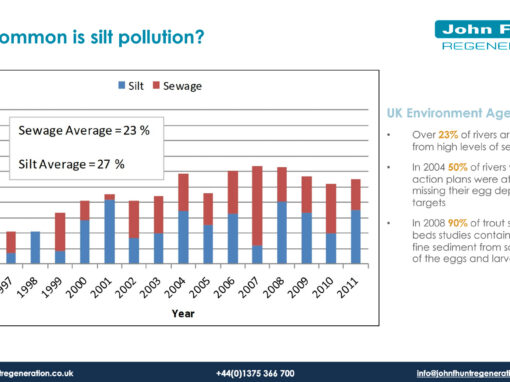 ommon is silt pollution?
John F
REGENER
Silt Sewage
Sewage Average = 23 %
Silt Average = 27 %
1998
1999
2000
2001
2002
2003
2004
2005
2006
2007
2008
2009
2010
2011
Year
UK Environment Age
• Over 23% of rivers ar
from high levels of se
• In 2004 50% of rivers
action plans were af
missing their egg dep
targets
• In 2008 90% of trout s
beds studies contain
fine sediment from so
of the eggs and larv
tregeneration.co.uk
+44(0)1375 366 700
info@johnfhuntregenerati